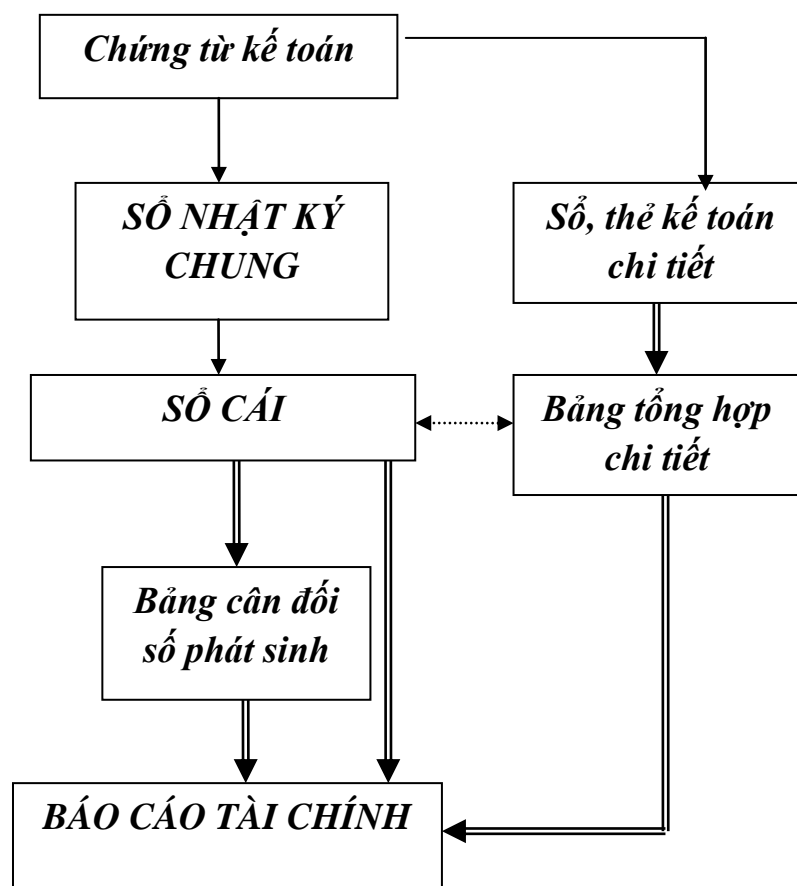 Chứng từ kế toán
SỔ NHẬT KÝ
CHUNG
Sổ, thẻ kế toán
chi tiết
SỔ CÁI
Bảng tổng hợp
chi tiết
Bảng cân đối
số phát sinh
BÁO CÁO TÀI CHÍNH